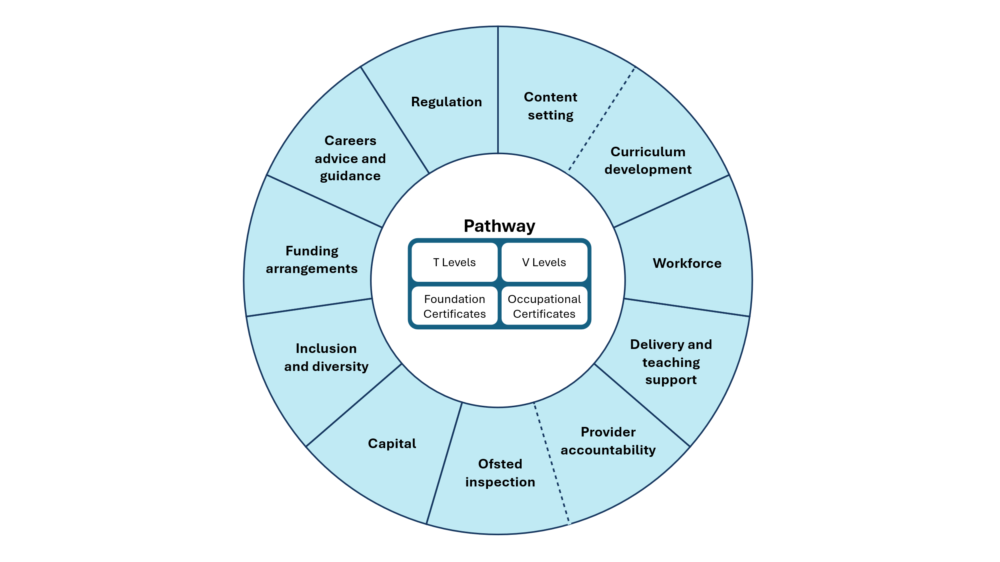 Regulation
Content
setting
Curriculum
development
Workforce
Delivery and
teaching
support
Provider
accountability
Ofsted
inspection
Capital
Inclusion
and diversity
Funding
arrangements
Careers
advice and
guidance
Pathway
T Levels
V Levels
Foundation
Certificates
Occupational
Certificates